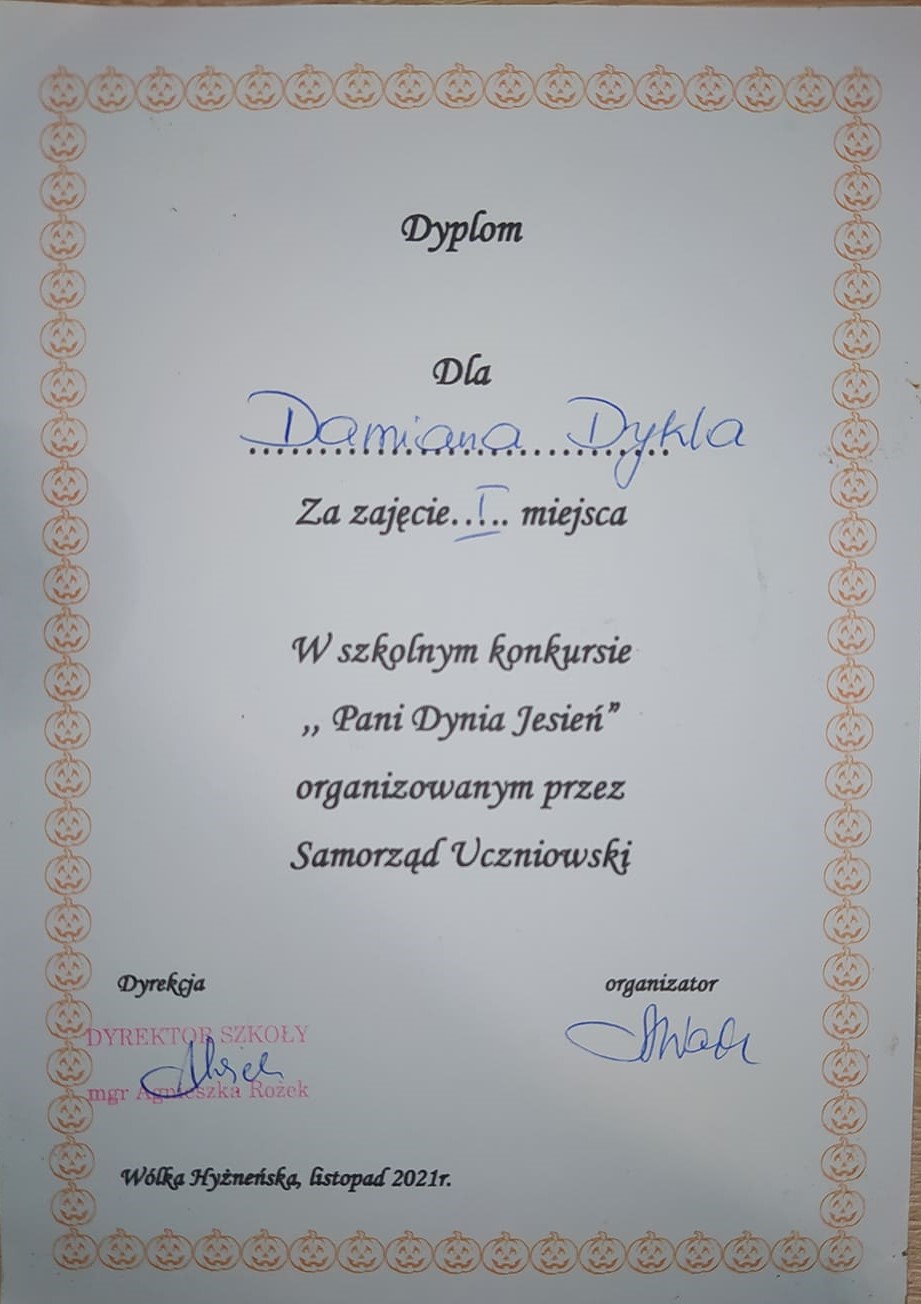 Dyplom
Dla
Damiana Dykla
Za zajęcie..I.. miejsca
W szkolnym konkursie
,, Pani Dynia Jesień”
organizowanym przez
Samorząd Uczniowski
Dyrekcja organizator
DYREKTOR SZKOŁY
mgr Agnieszka Rożek
Wólka Hyżneńska, listopad 2021r.